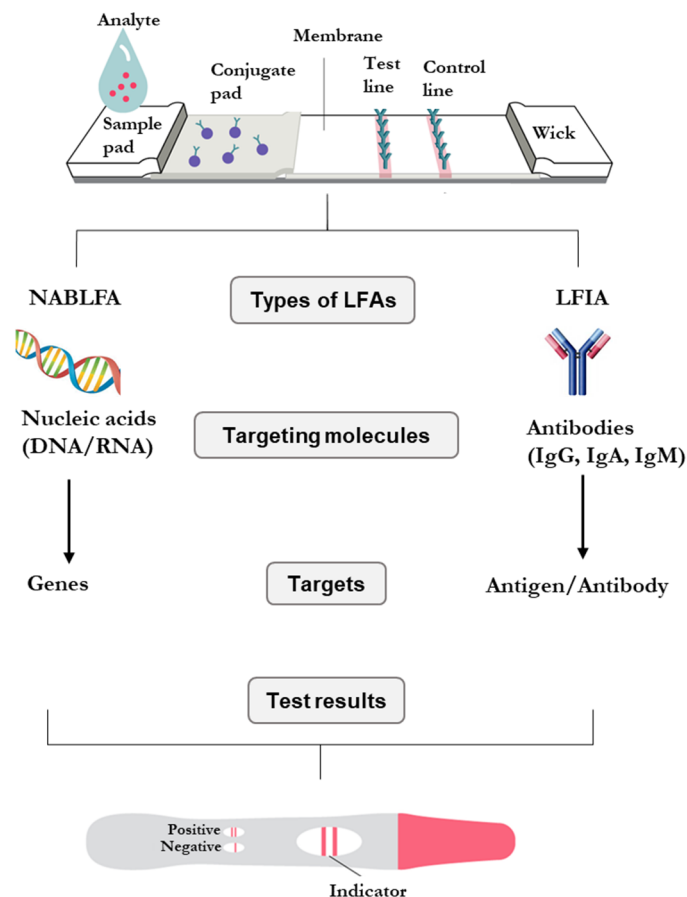 Analyte
Membrane
Conjugate
pad
Test
line
Control
line
Sample
pad
Wick
NABLFA
Types of LFAs
LFIA
Nucleic acids
(DNA/RNA)
Targeting molecules
Antibodies
(IgG, IgA, IgM)
Genes
Targets
Antigen/Antibody
Test results
Positive
Negative
Indicator